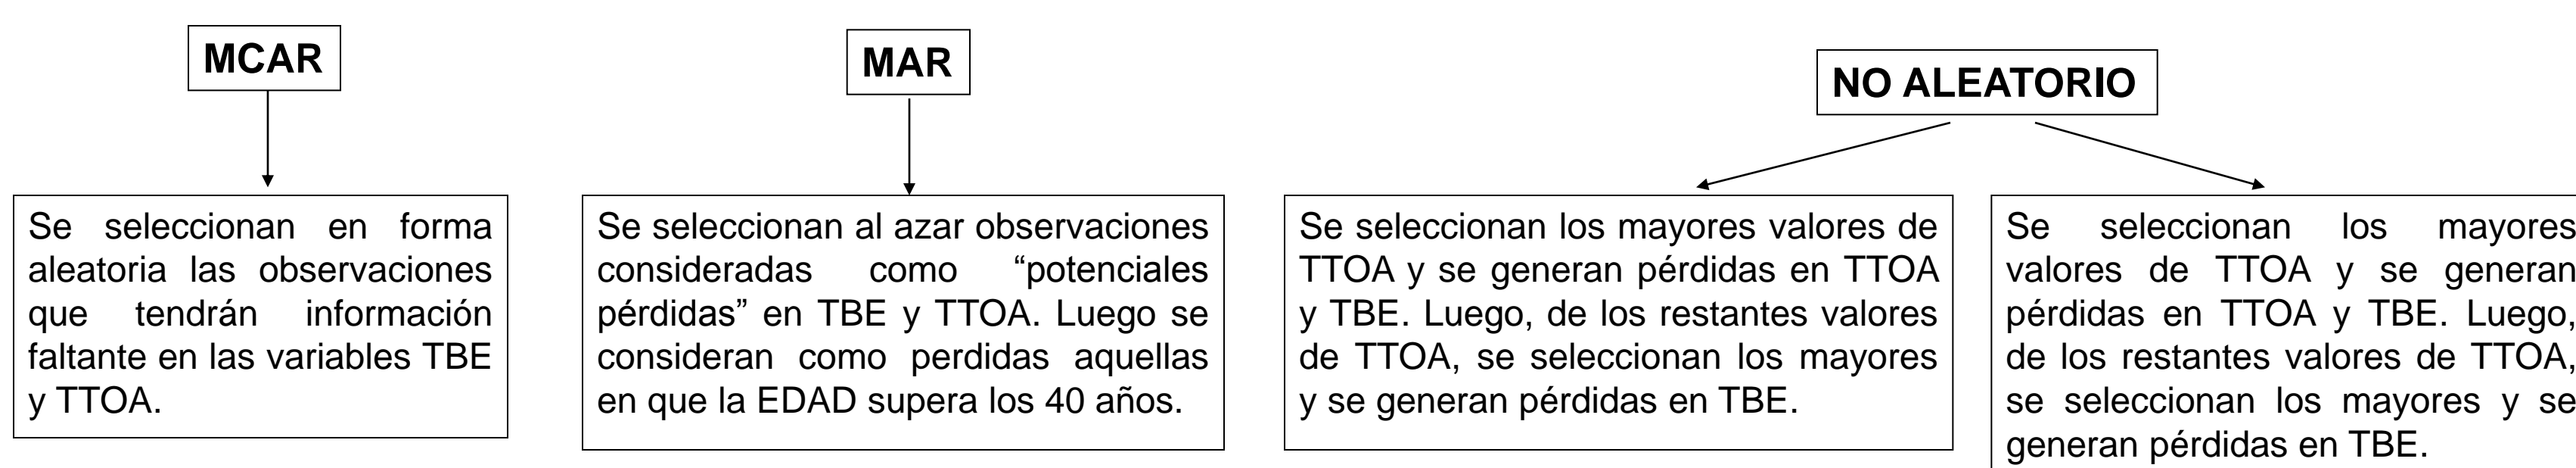 MCAR
MAR
NO ALEATORIO
Se seleccionan en forma
aleatoria las observaciones
que tendrán información
faltante en las variables TBE
y TTOA.
Se seleccionan al azar observaciones
consideradas como “potenciales
pérdidas” en TBE y TTOA. Luego se
consideran como perdidas aquellas
en que la EDAD supera los 40 años.
Se seleccionan los mayores valores de
TTOA y se generan pérdidas en TTOA
y TBE. Luego, de los restantes valores
de TTOA, se seleccionan los mayores
y se generan pérdidas en TBE.
Se seleccionan los mayores
valores de TTOA y se generan
pérdidas en TTOA y TBE. Luego,
de los restantes valores de TTOA,
se seleccionan los mayores y se
generan pérdidas en TBE.